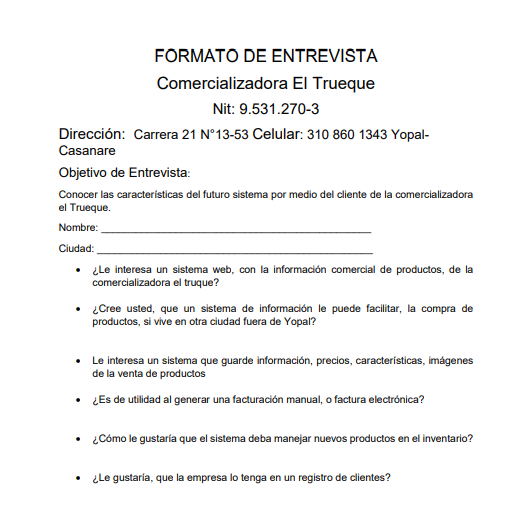 FORMATO DE ENTREVISTA
Comercializadora El Trueque
Nit: 9.531.270-3
Dirección: Carrera 21 N°13-53 Celular: 310 860 1343 Yopal-
Casanare
Objetivo de Entrevista:
Conocer las características del futuro sistema por medio del cliente de la comercializadora
el Trueque.
Nombre: ________________________________________________
Ciudad: _________________________________________________
• ¿Le interesa un sistema web, con la información comercial de productos, de la
comercializadora el truque?
• ¿Cree usted, que un sistema de información le puede facilitar, la compra de
productos, si vive en otra ciudad fuera de Yopal?
• Le interesa un sistema que guarde información, precios, características, imágenes
de la venta de productos
• ¿Es de utilidad al generar una facturación manual, o factura electrónica?
• ¿Cómo le gustaría que el sistema deba manejar nuevos productos en el inventario?
• ¿Le gustaría, que la empresa lo tenga en un registro de clientes?